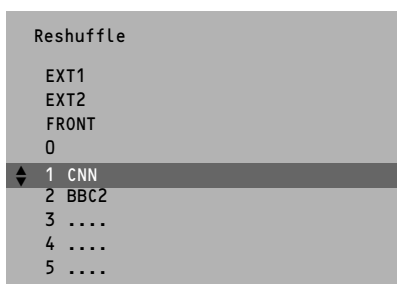 Reshuffle
EXT1
EXT2
FRONT
0
1 CNN
2 BBC2
3 ....
4 ....
5 ....